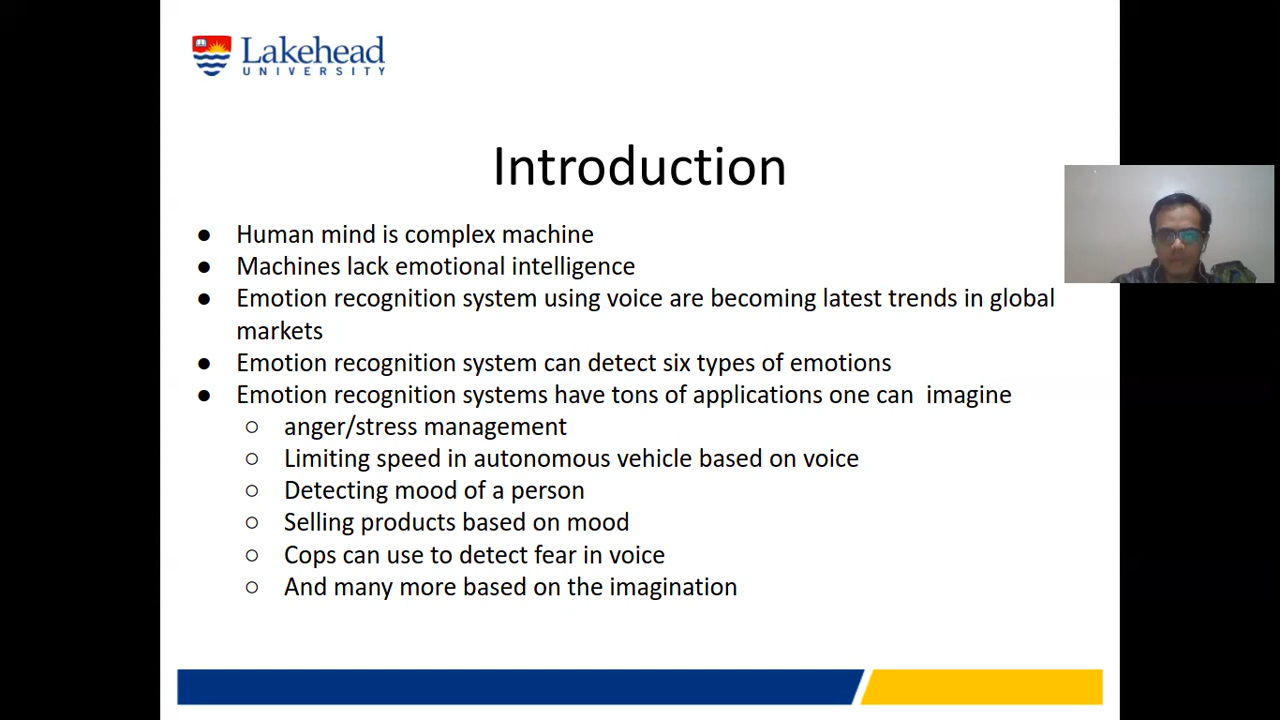 Lakehead
UNIVERSITY
Introduction
● Human mind is complex machine
● Machines lack emotional intelligence
● Emotion recognition system using voice are becoming latest trends in global
markets
● Emotion recognition system can detect six types of emotions
● Emotion recognition systems have tons of applications one can  imagine
○ anger/stress management
○ Limiting speed in autonomous vehicle based on voice
○ Detecting mood of a person
○ Selling products based on mood
○ Cops can use to detect fear in voice
○ And many more based on the imagination